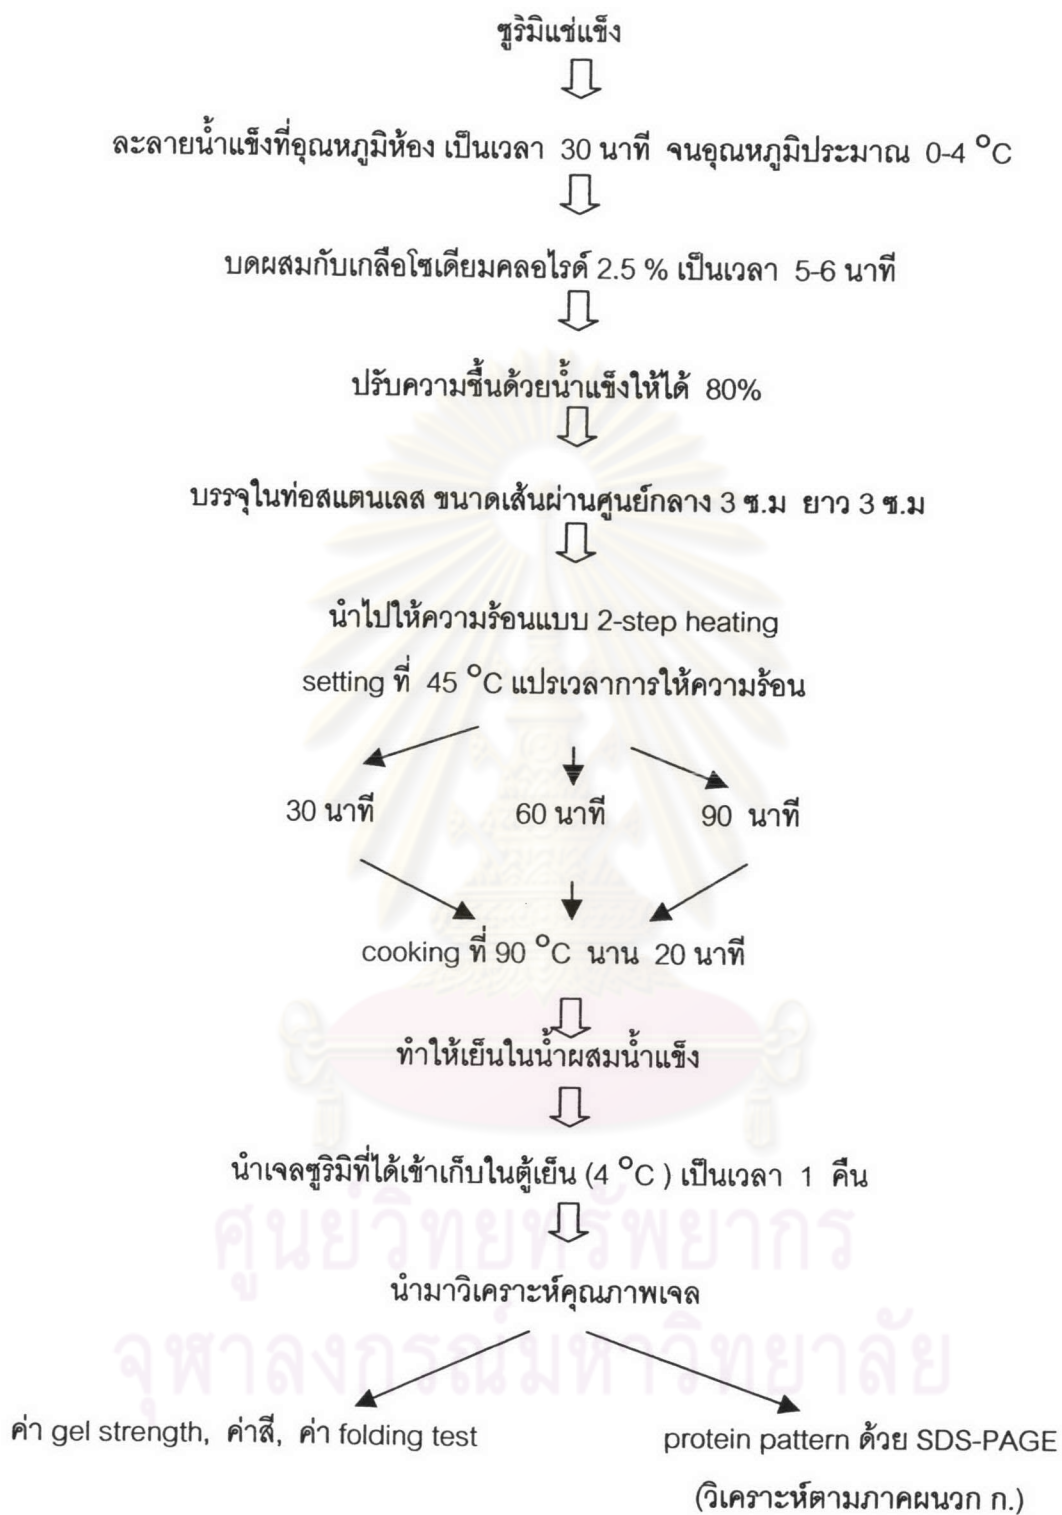 ซูริมิแช่แข็ง
ละลายน้ำแข็งที่อุณหภูมิห้อง เป็นเวลา 30 นาที จนอุณหภูมิประมาณ 0-4 °C
บดผสมกับเกลือโซเดียมคลอไรด์ 2.5 % เป็นเวลา 5-6 นาที
ปรับความชื้นด้วยน้ำแข็งให้ได้ 80%
บรรจุในท่อสแตนเลส ขนาดเส้นผ่านศูนย์กลาง 3 ซ.ม ยาว 3 ซ.ม
นำไปให้ความร้อนแบบ 2-step heating
setting ที่ 45 °C แปรเวลาการให้ความร้อน
30 นาที 60 นาที 90 นาที
cooking ที่ 90 °C นาน 20 นาที
ทำให้เย็นในน้ำผสมน้ำแข็ง
นำเจลซูริมิที่ได้เข้าเก็บในตู้เย็น (4 °C ) เป็นเวลา 1 คืน
ศูนย์วิทยทรัพยากร
นำมาวิเคราะห์คุณภาพเจล
จุฬาลงกรณ์มหาวิทยาลัย
ค่า gel strength, ค่าสี, ค่า folding test protein pattern ด้วย SDS-PAGE
(วิเคราะห์ตามภาคผนวก ก.)